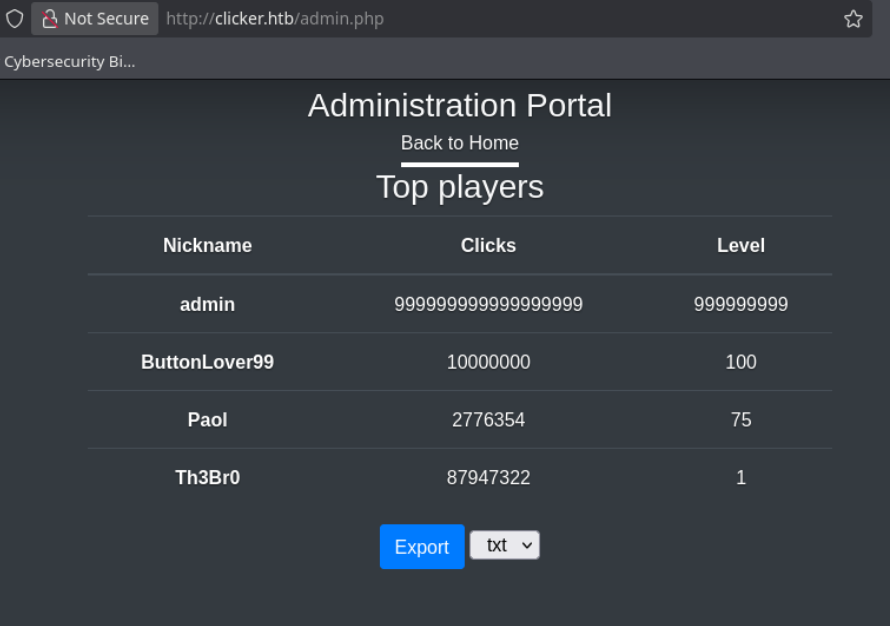 Not Secure http://clicker.htb/admin.php
Cybersecurity Bi...
Administration Portal
Back to Home
Top players
Nickname Clicks Level
admin 999999999999999999 999999999
ButtonLover99 10000000 100
Paol 2776354 75
Th3Br0 87947322 1
Export txt